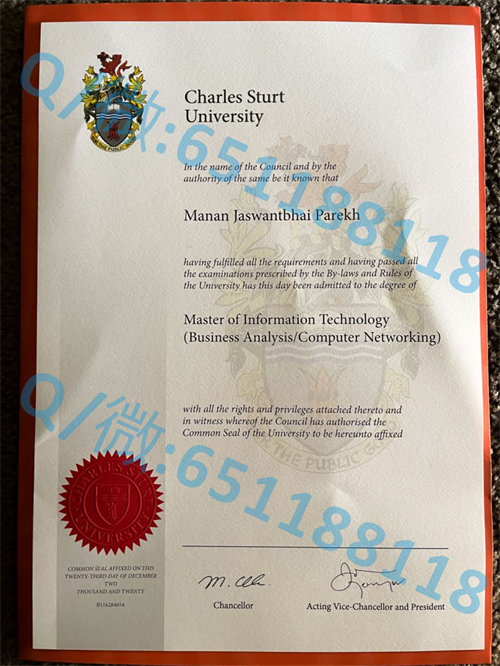 Charles Sturt
University
In the name of the Council and by the
authority of the same be it known that
Manan Jaswantbhai Parekh
having fulfilled all the requirements and having passed all
the examinations prescribed by the By-laws and Rules of
the University has this day been admitted to the degree of
Master of Information Technology
(Business Analysis/Computer Networking)
with all the rights and privileges attached thereto and
in witness whereof the Council has authorised the
Common Seal of the University to be hereunto affixed
CHARLES STURT
UNIVERSITY
COMMON SEAL AFFIXED ON THIS
TWENTY-THIRD DAY OF DECEMBER
TWO
THOUSAND AND TWENTY
Chancellor
Acting Vice-Chancellor and President
Q/微:651188118
Q/微:651188118